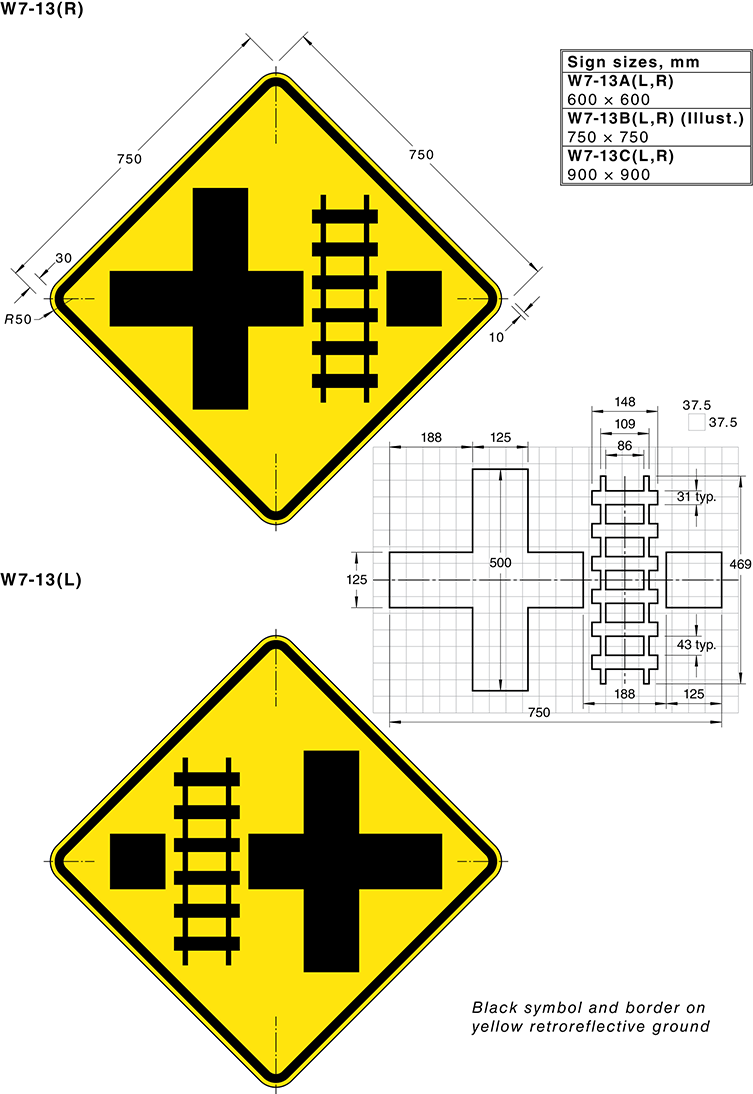 W7-13(R)
Sign sizes, mm
W7-13A(L,R)
600 × 600
W7-13B(L,R) (Illust.)
750 × 750
W7-13C(L,R)
900 × 900
750
750
30
R50
10
148
109
86
37.5
37.5
188
125
31 typ.
500
125
469
43 typ.
188
125
750
W7-13(L)
Black symbol and border on
yellow retroreflective ground